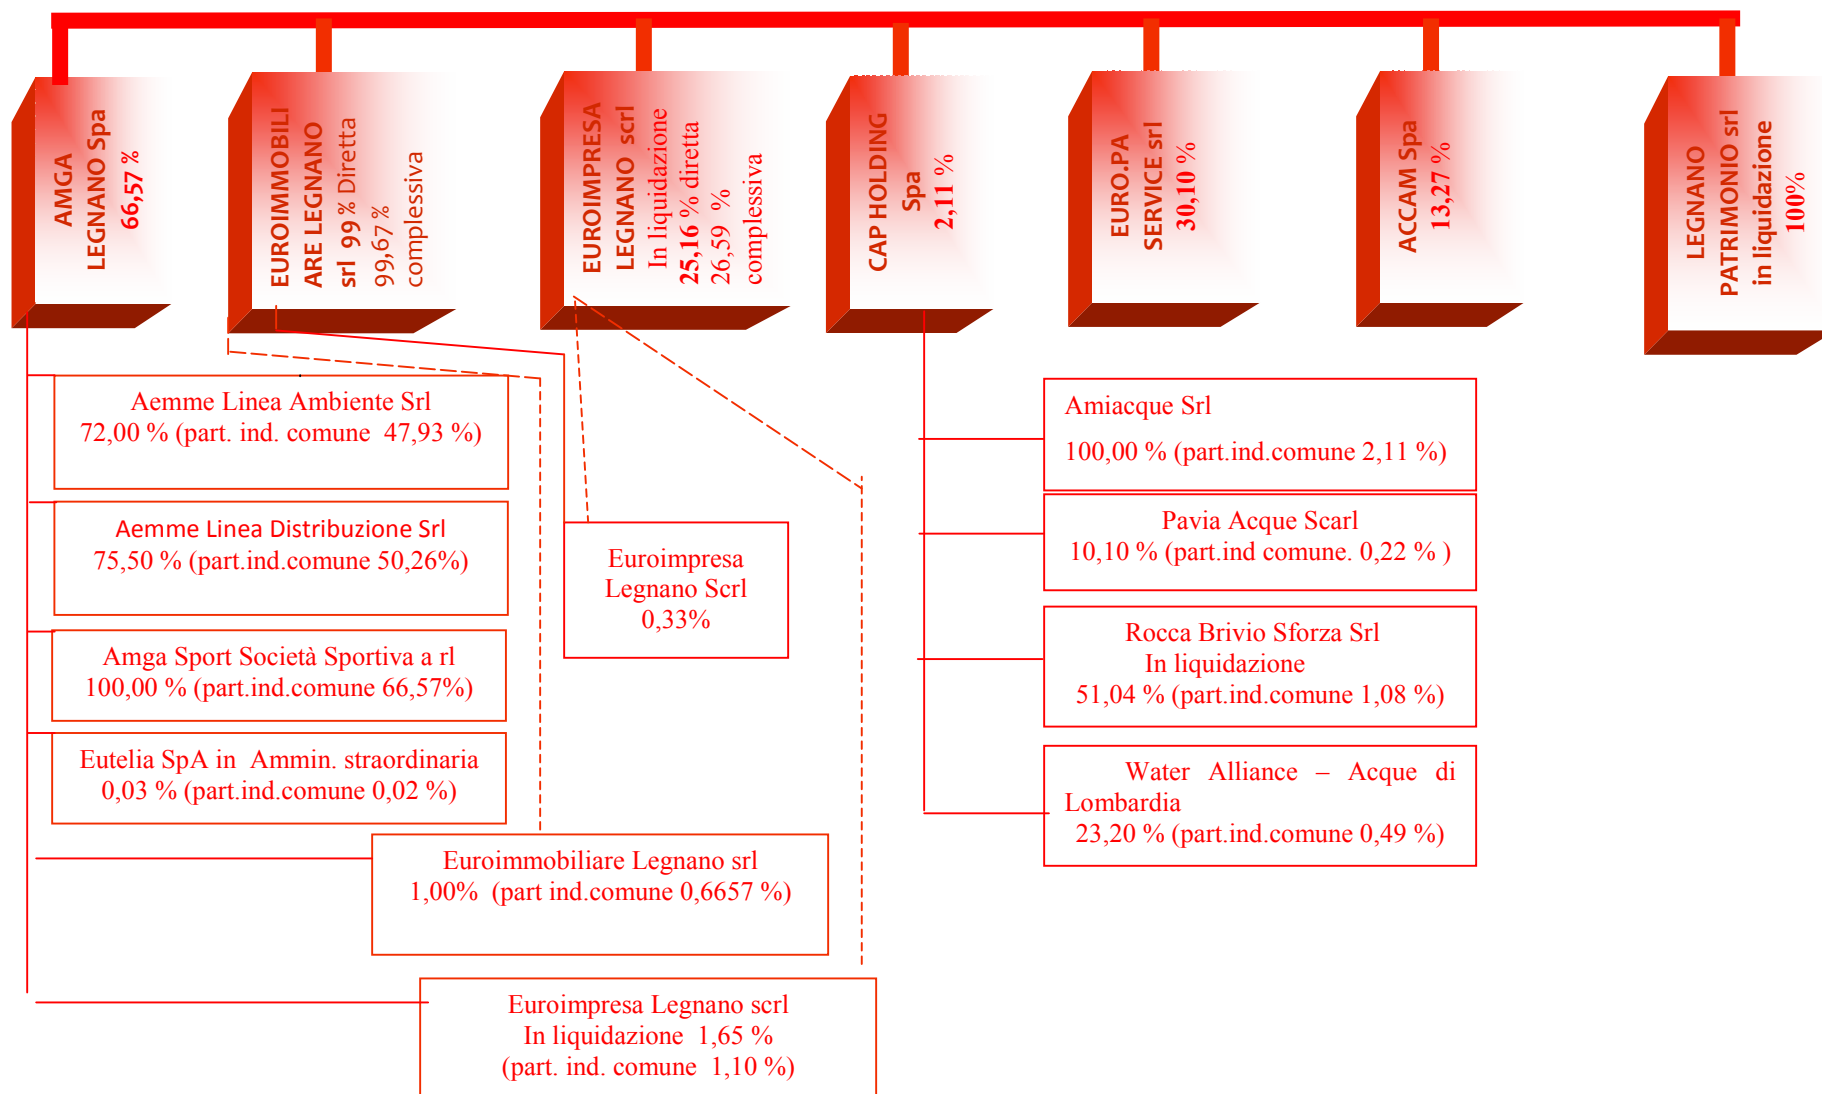 AMGA
LEGNANO Spa
66,57 %
EUROIMMOBILI
ARE LEGNANO
srl 99 % Diretta
99,67%
complessiva
EUROIMPRESA
LEGNANO scrl
In liquidazione
25,16 % diretta
26,59 %
complessiva
CAP HOLDING
Spa
2,11 %
EURO.PA
SERVICE srl
30,10 %
ACCAM Spa
13,27 %
LEGNANO
PATRIMONIO srl
in liquidazione
100%
Aemme Linea Ambiente Srl
72,00 % (part. ind. comune 47,93 %)
Aemme Linea Distribuzione Srl
75,50 % (part.ind.comune 50,26%)
Amga Sport Società Sportiva a rl
100,00 % (part.ind.comune 66,57%)
Eutelia SpA in Ammin. straordinaria
0,03 % (part.ind.comune 0,02 %)
Euroimmobiliare Legnano srl
1,00% (part ind.comune 0,6657 %)
Euroimpresa Legnano scrl
In liquidazione 1,65 %
(part. ind. comune 1,10 %)
Euroimpresa
Legnano Scrl
0,33%
Amiacque Srl
100,00 % (part.ind.comune 2,11 %)
Pavia Acque Scarl
10,10 % (part.ind comune. 0,22 % )
Rocca Brivio Sforza Srl
In liquidazione
51,04 % (part.ind.comune 1,08 %)
Water Alliance – Acque di
Lombardia
23,20 % (part.ind.comune 0,49 %)